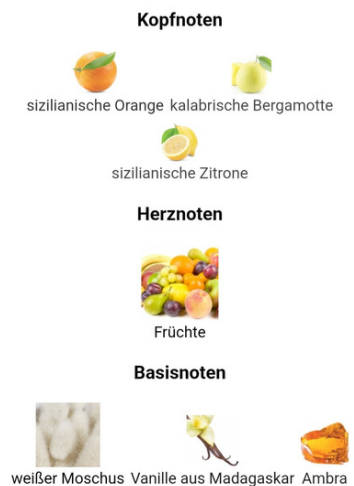 Kopfnoten
sizilianische Orange kalabrische Bergamotte
sizilianische Zitrone
Herznoten
Früchte
Basisnoten
weißer Moschus Vanille aus Madagaskar Ambra